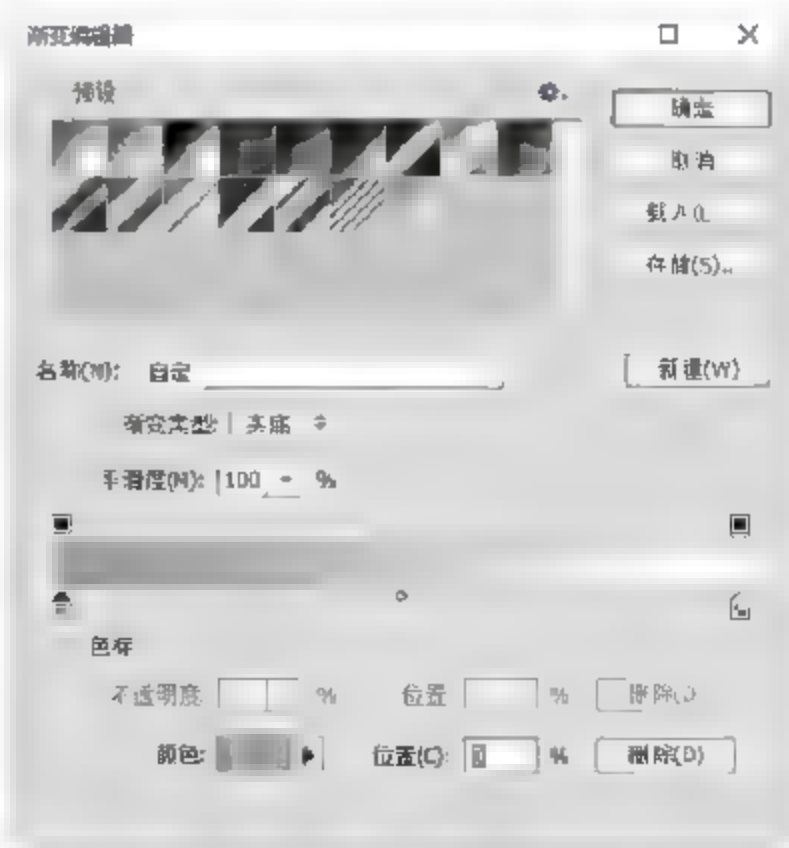 渐变编辑器
预设
确定
取消
载入(L
存储(S)..
名称(N): 自定
新建(W)
渐变类型: 实底
平滑度(M): 100 %
色标
不透明度 % 位置 % 删除(D
颜色: 位置(C): 0 % 删除(D)